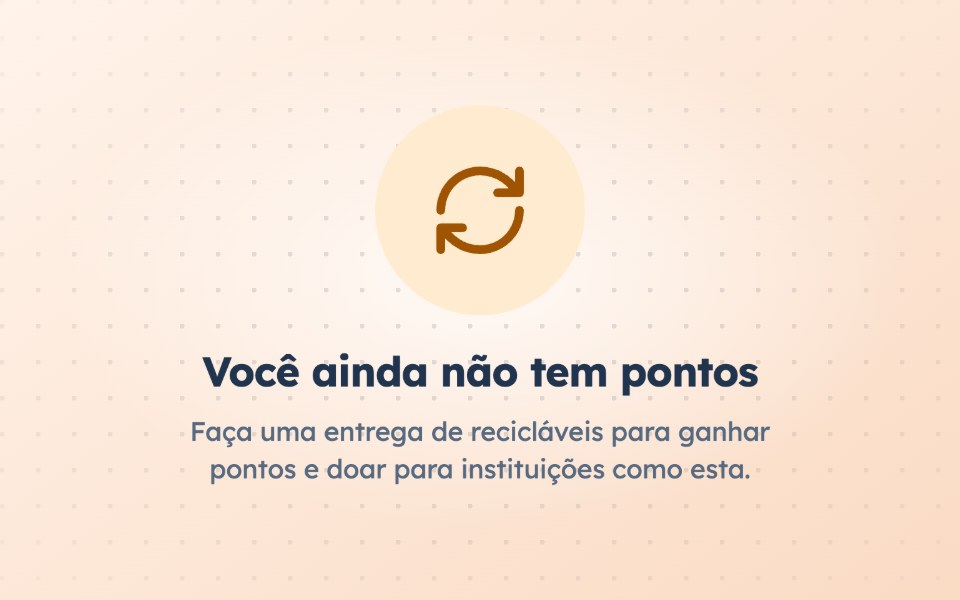 Você ainda não tem pontos
Faça uma entrega de recicláveis para ganhar
pontos e doar para instituições como esta.